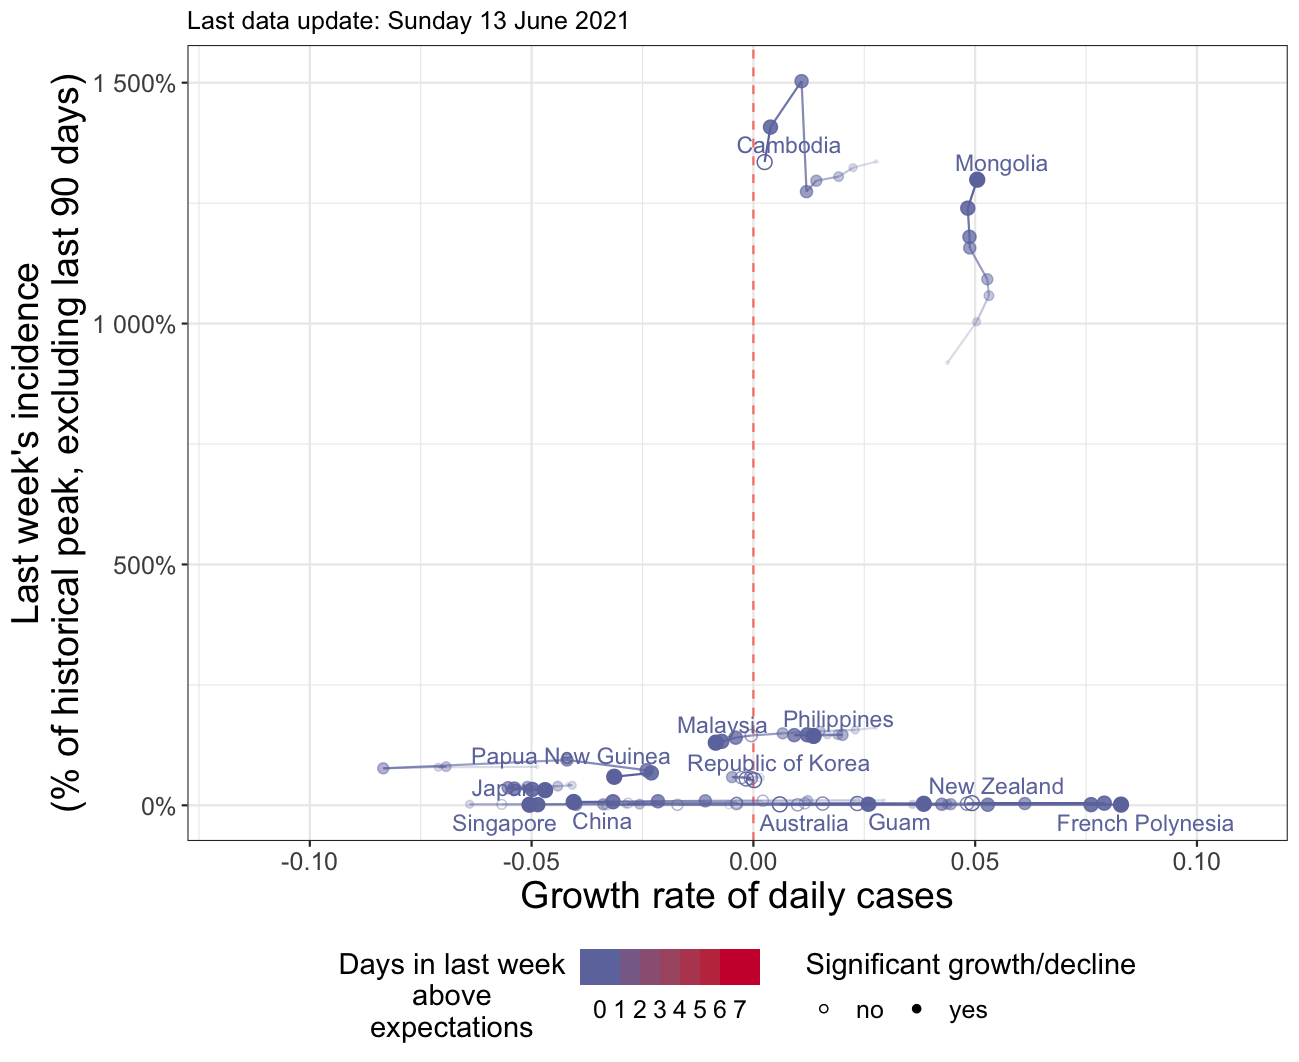 Last data update: Sunday 13 June 2021
Last week's incidence
(% of historical peak, excluding last 90 days)
1 500%
1 000%
500%
0%
Cambodia
Mongolia
Malaysia
Philippines
Papua New Guinea
Republic of Korea
Japan
New Zealand
Singapore
China
Australia
Guam
French Polynesia
-0.10
-0.05
0.00
0.05
0.10
Growth rate of daily cases
Days in last week
above
expectations
0 1 2 3 4 5 6 7
Significant growth/decline
no
yes